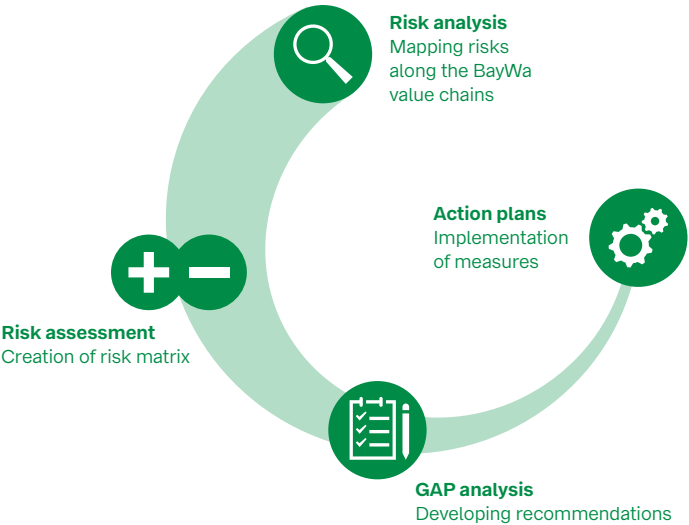 Risk analysis
Mapping risks
along the BayWa
value chains
Action plans
Implementation
of measures
Risk assessment
Creation of risk matrix
GAP analysis
Developing recommendations